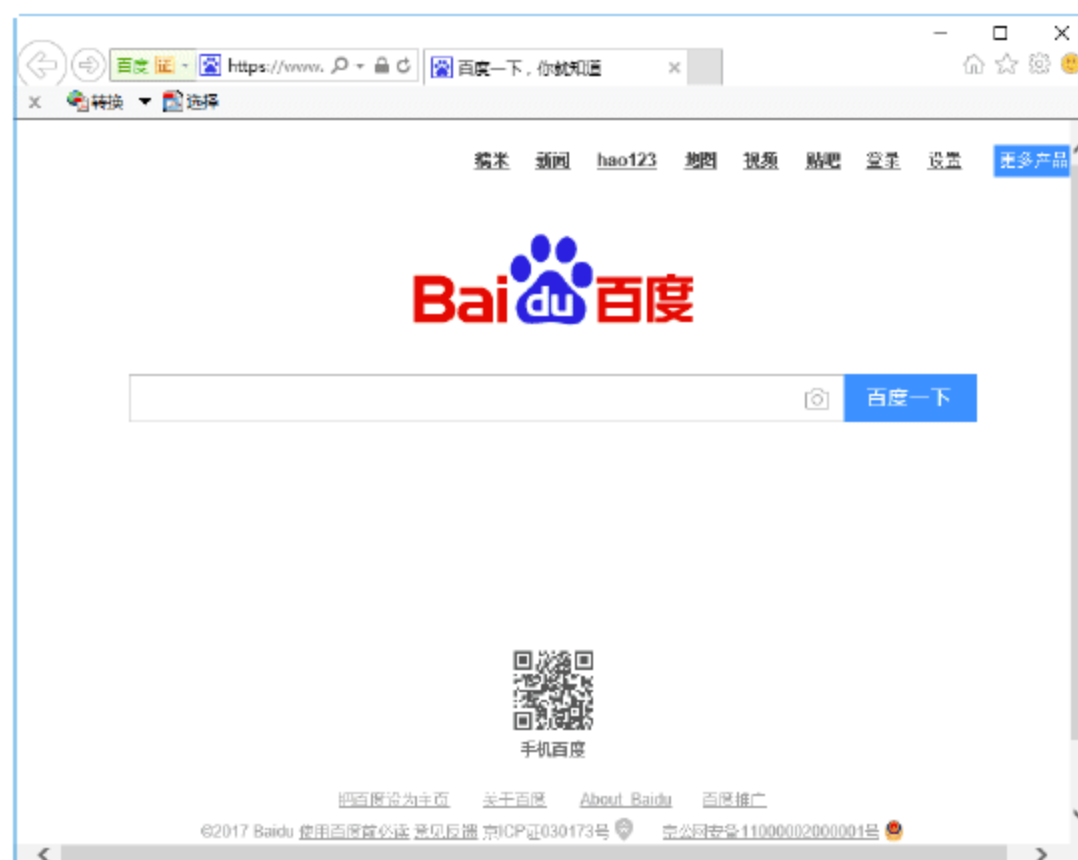 百度 证 https://www. 百度一下，你就知道
x 转换 选择
糯米 新闻 hao123 地图 视频 贴吧 登录 设置 更多产品
Bai du 百度
百度一下
手机百度
把百度设为主页 关于百度 About Baidu 百度推广
©2017 Baidu 使用百度前必读 意见反馈 京ICP证030173号 京公网安备11000002000001号